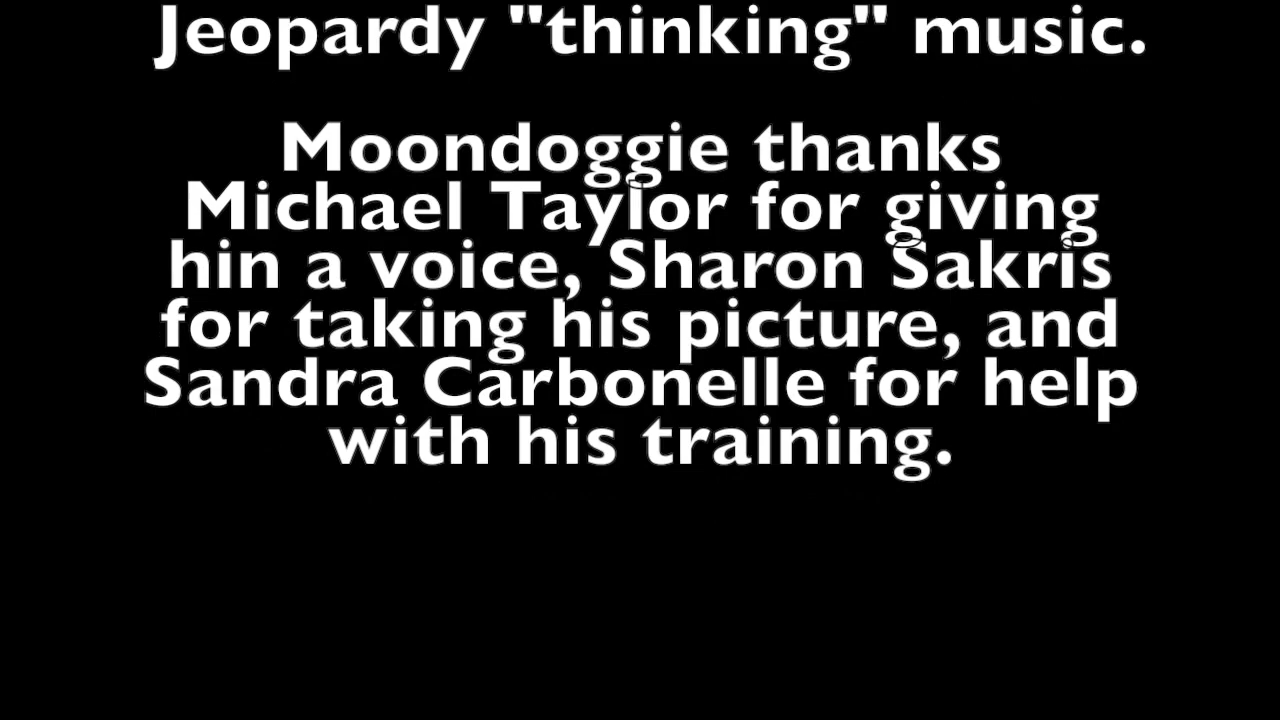 Jeopardy "thinking" music.
Moondoggie thanks
Michael Taylor for giving
hin a voice, Sharon Sakris
for taking his picture, and
Sandra Carbonelle for help
with his training.